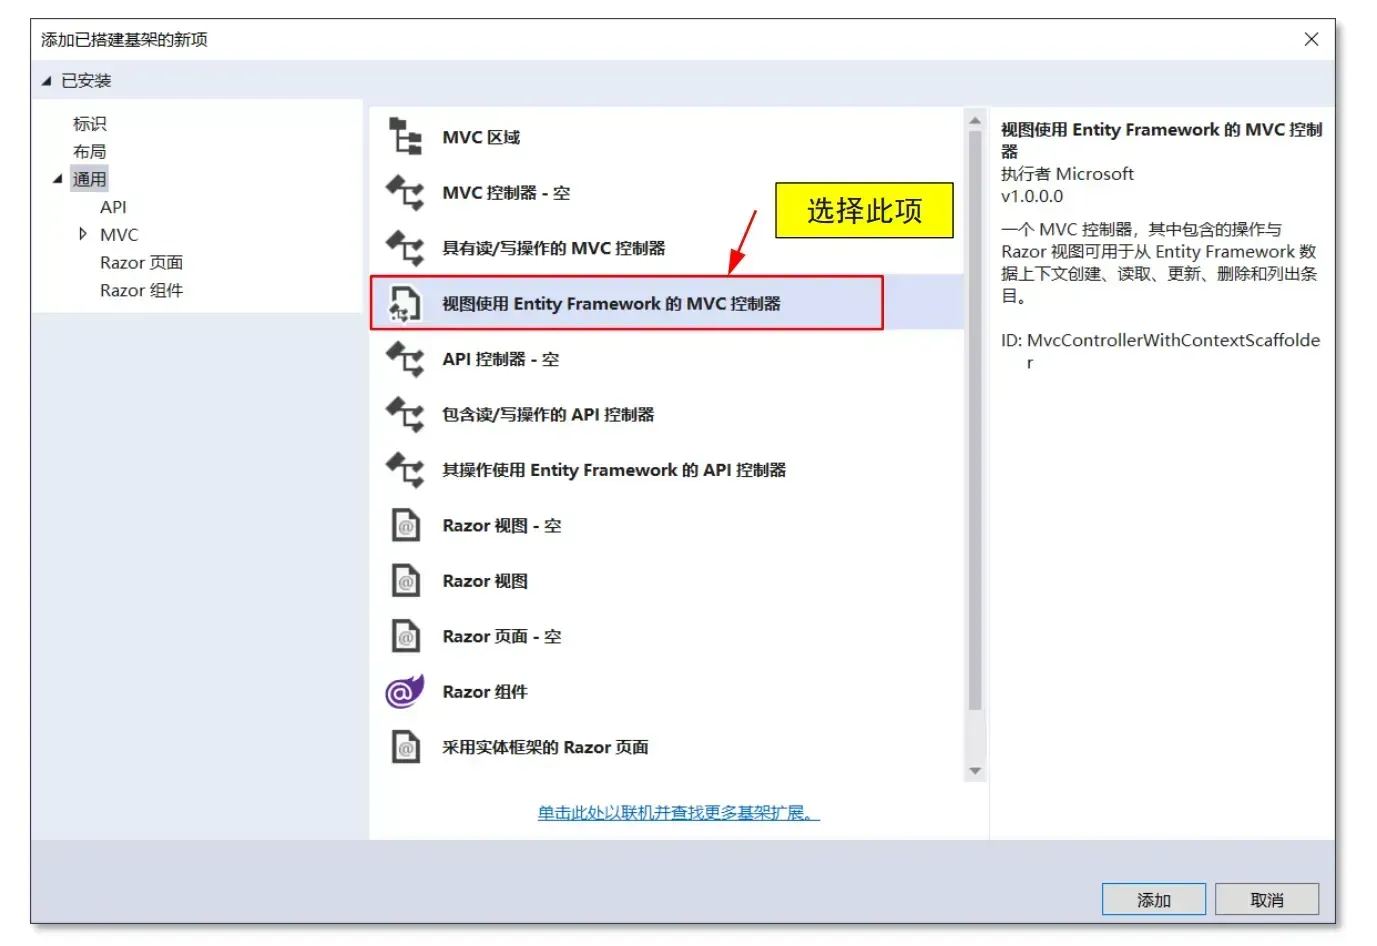 添加已搭建基架的新项
已安装
标识
布局
通用
API
MVC
Razor 页面
Razor 组件
MVC 区域
MVC 控制器 - 空
选择此项
具有读/写操作的 MVC 控制器
视图使用 Entity Framework 的 MVC 控制器
API 控制器 - 空
包含读/写操作的 API 控制器
其操作使用 Entity Framework 的 API 控制器
Razor 视图 - 空
Razor 视图
Razor 页面 - 空
Razor 组件
采用实体框架的 Razor 页面
单击此处以联机并查找更多基架扩展。
视图使用 Entity Framework 的 MVC 控制
器
执行者 Microsoft
v1.0.0.0
一个 MVC 控制器，其中包含的操作与
Razor 视图可用于从 Entity Framework 数
据上下文创建、读取、更新、删除和列出条
目。
ID: MvcControllerWithContextScaffolde
r
添加
取消